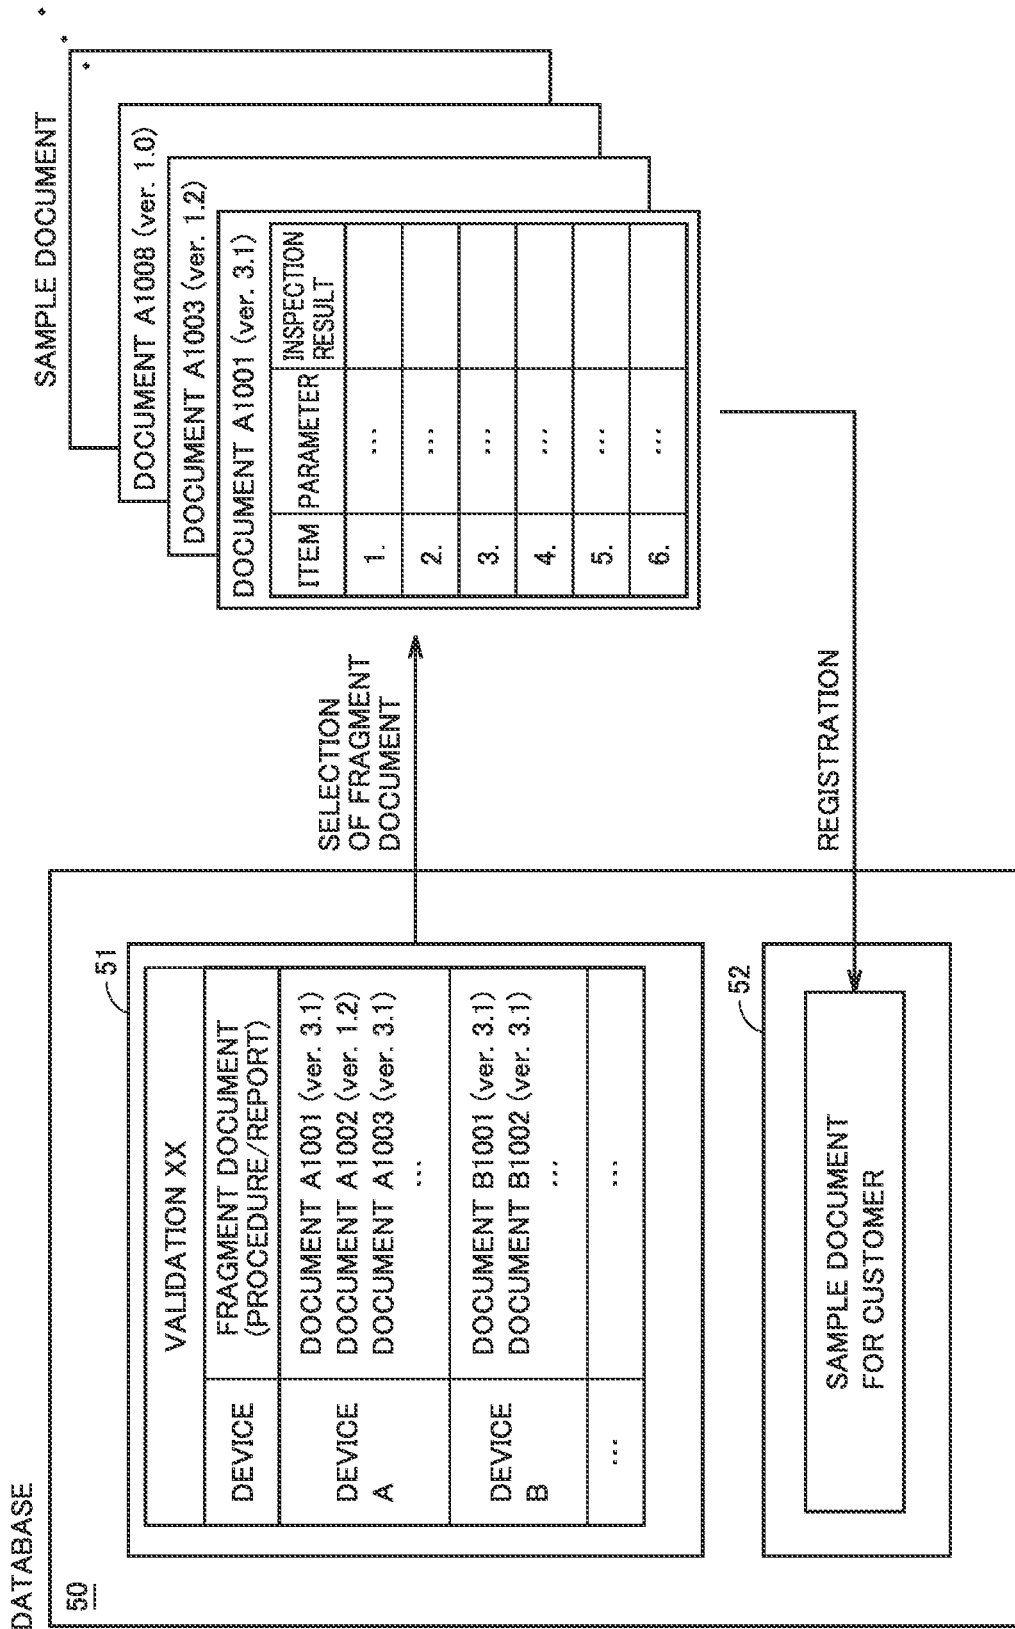 DATABASE
50
51
VALIDATION XX
DEVICE
FRAGMENT DOCUMENT
(PROCEDURE/REPORT)
DEVICE
A
DOCUMENT A1001 (ver. 3.1)
DOCUMENT A1002 (ver. 1.2)
DOCUMENT A1003 (ver. 3.1)
...
DEVICE
B
DOCUMENT B1001 (ver. 3.1)
DOCUMENT B1002 (ver. 3.1)
...
...
...
52
SAMPLE DOCUMENT
FOR CUSTOMER
SELECTION
OF FRAGMENT
DOCUMENT
REGISTRATION
SAMPLE DOCUMENT
DOCUMENT A1008 (ver. 1.0)
DOCUMENT A1003 (ver. 1.2)
DOCUMENT A1001 (ver. 3.1)
ITEM PARAMETER INSPECTION
RESULT
1. ...
2. ...
3. ...
4. ...
5. ...
6. ...